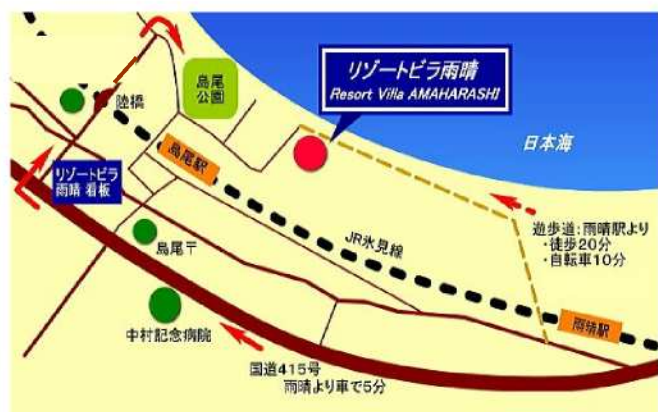 リゾートビラ雨晴
Resort Villa AMAHARASHI
島尾
公園
陸橋
日本海
島尾駅
リゾートビラ
雨晴 看板
遊歩道:雨晴駅より
・徒歩20分
・自転車10分
島尾〒
JR氷見線
中村記念病院
雨晴駅
国道415号
雨晴より車で5分